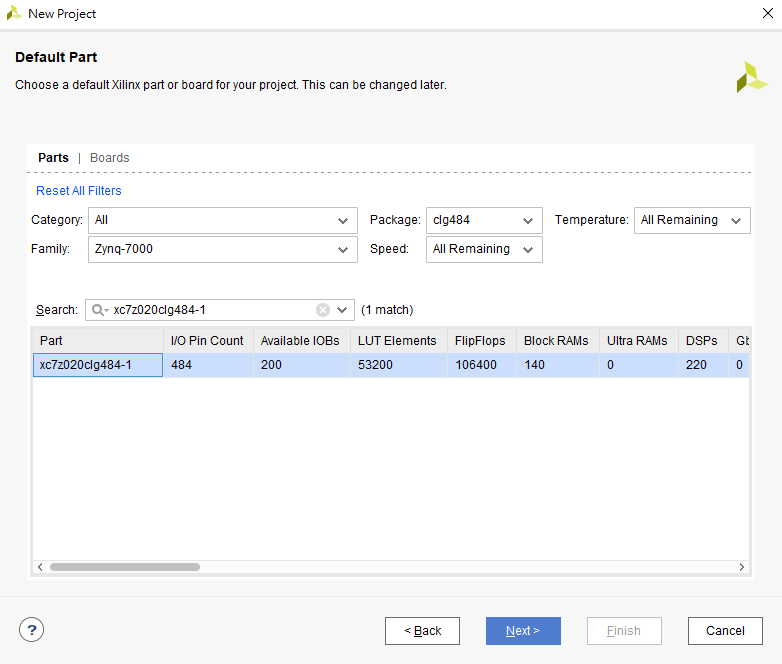 New Project
Default Part
Choose a default Xilinx part or board for your project. This can be changed later.
Parts | Boards
Reset All Filters
Category: All Package: clg484 Temperature: All Remaining
Family: Zynq-7000 Speed: All Remaining
Search: xc7z020clg484-1 (1 match)
Part I/O Pin Count Available IOBs LUT Elements FlipFlops Block RAMs Ultra RAMs DSPs Gb
xc7z020clg484-1 484 200 53200 106400 140 0 220 0
? < Back Next > Finish Cancel